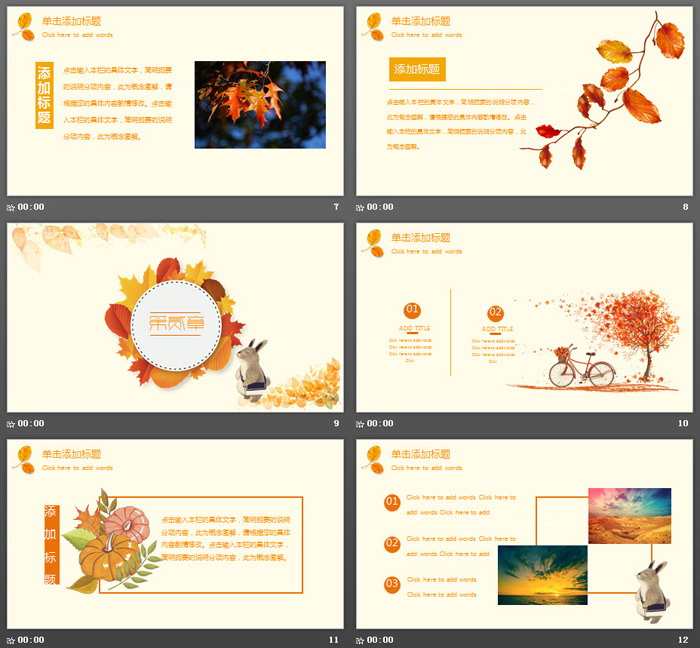 单击添加标题
Click here to add words
添加标题
点击输入本栏的具体文字，简明扼要
的说明分项内容，此为概念图解，请
根据您的具体内容酌情修改。点击输
入本栏的具体文字，简明扼要的说明
分项内容，此为概念图解。
00:00
7
单击添加标题
Click here to add words
添加标题
点击输入本栏的具体文字，简明扼要的说明分项内容，
此为概念图解，请根据您的具体内容酌情修改。点击
输入本栏的具体文字，简明扼要的说明分项内容，此
为概念图解。
00:00
8
第贰章
00:00
9
单击添加标题
Click here to add words
01
ADD TITLE
Click here to add words
Click here to add words
Click here to add words
Click
02
ADD TITLE
Click here to add words
Click here to add words
Click here to add words
Click
00:00
10
单击添加标题
Click here to add words
添加标题
点击输入本栏的具体文字，简明扼要的说明
分项内容，此为概念图解，请根据您的具体
内容酌情修改。点击输入本栏的具体文字，
简明扼要的说明分项内容，此为概念图解。
00:00
11
单击添加标题
Click here to add words
01
Click here to add words Click here to
add words Click here to add
02
Click here to add words Click here to
add words Click here to add
03
Click here to add words
Click here to add words
00:00
12